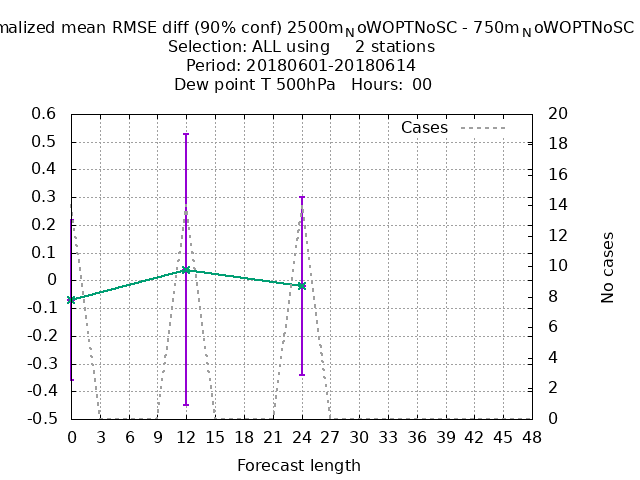 malized mean RMSE diff (90% conf) 2500mNoWOPTNoSC - 750mNoWOPTNoSC
Selection: ALL using 2 stations
Period: 20180601-20180614
Dew point T 500hPa Hours: 00
Cases
0.6
0.5
0.4
0.3
0.2
0.1
0
-0.1
-0.2
-0.3
-0.4
-0.5
20
18
16
14
12
10
8
6
4
2
0
No cases
0 3 6 9 12 15 18 21 24 27 30 33 36 39 42 45 48
Forecast length